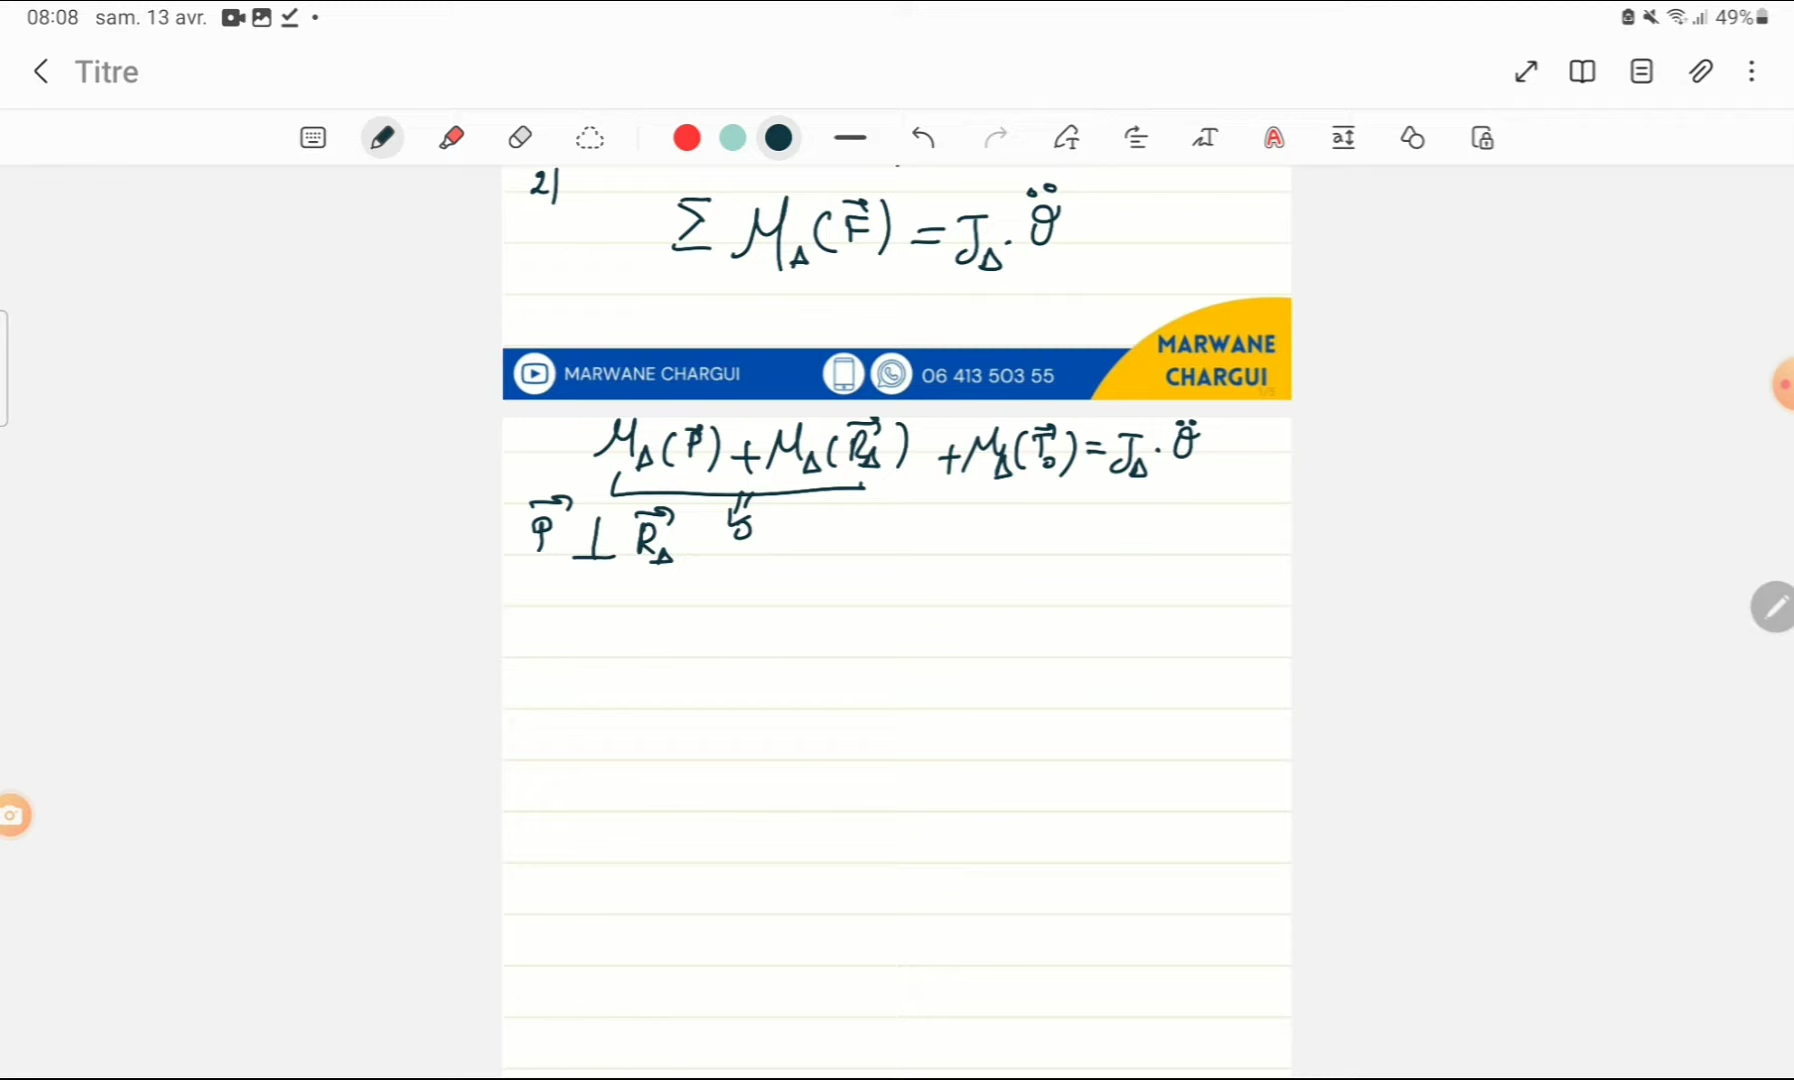 08:08 sam. 13 avr.
49%
Titre
2)
Σ M_Δ(F⃗) = J_Δ · θ̈
MARWANE CHARGUI
06 413 503 55
MARWANE
CHARGUI
M_Δ(P⃗) + M_Δ(R⃗_Δ) + M_Δ(T⃗_0) = J_Δ · θ̈
P⃗ ⊥ R⃗_Δ